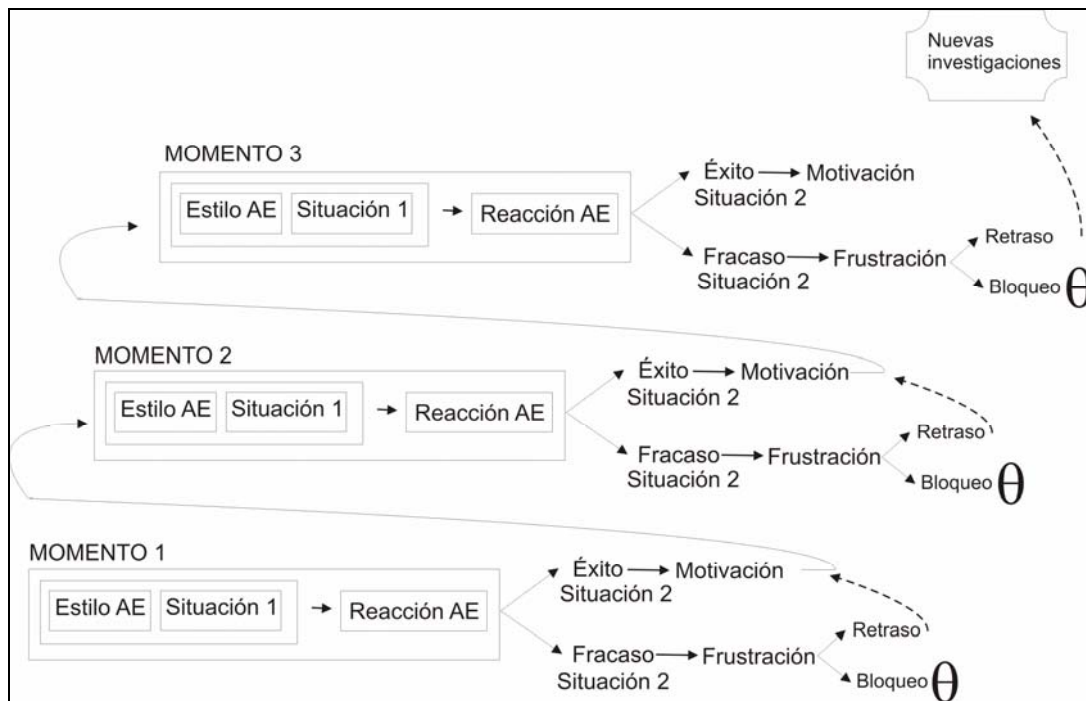 Nuevas
investigaciones
MOMENTO 3
Estilo AE Situación 1 Reacción AE
Éxito Motivación
Situación 2
Fracaso Frustración
Situación 2
Retraso
Bloqueo θ
MOMENTO 2
Estilo AE Situación 1 Reacción AE
Éxito Motivación
Situación 2
Fracaso Frustración
Situación 2
Retraso
Bloqueo θ
MOMENTO 1
Estilo AE Situación 1 Reacción AE
Éxito Motivación
Situación 2
Fracaso Frustración
Situación 2
Retraso
Bloqueo θ